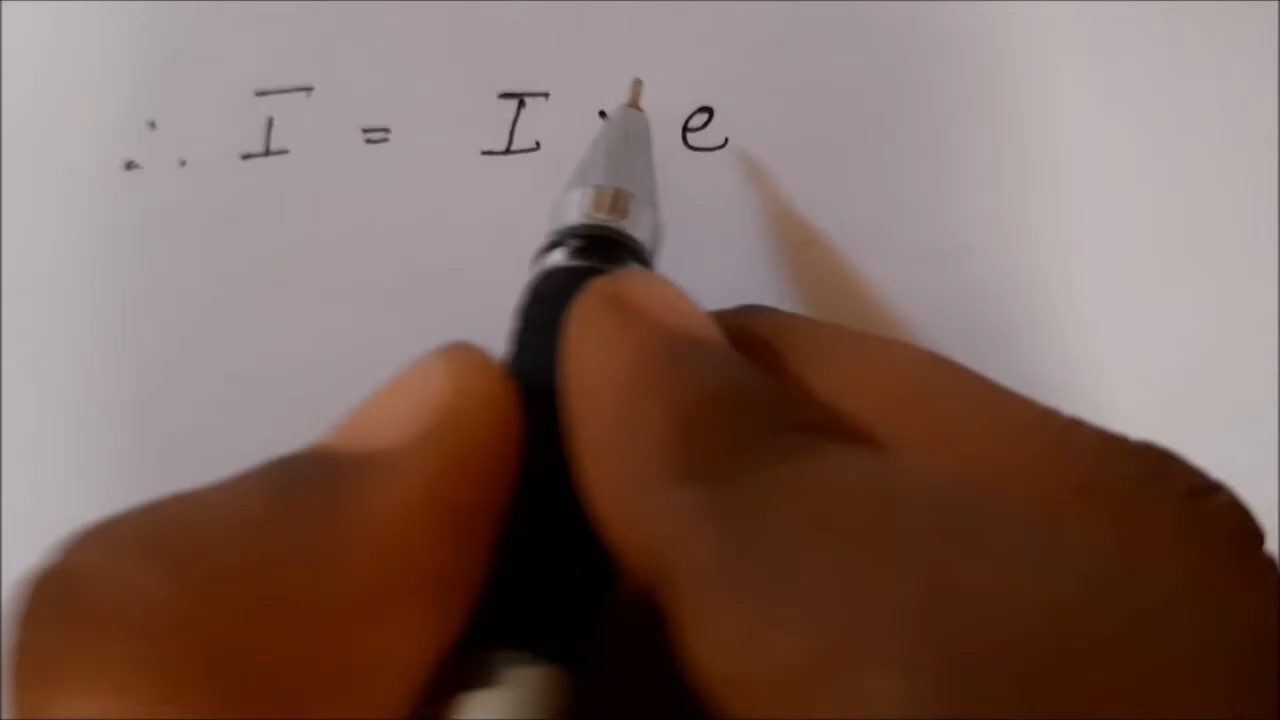 ∴ I = I · e